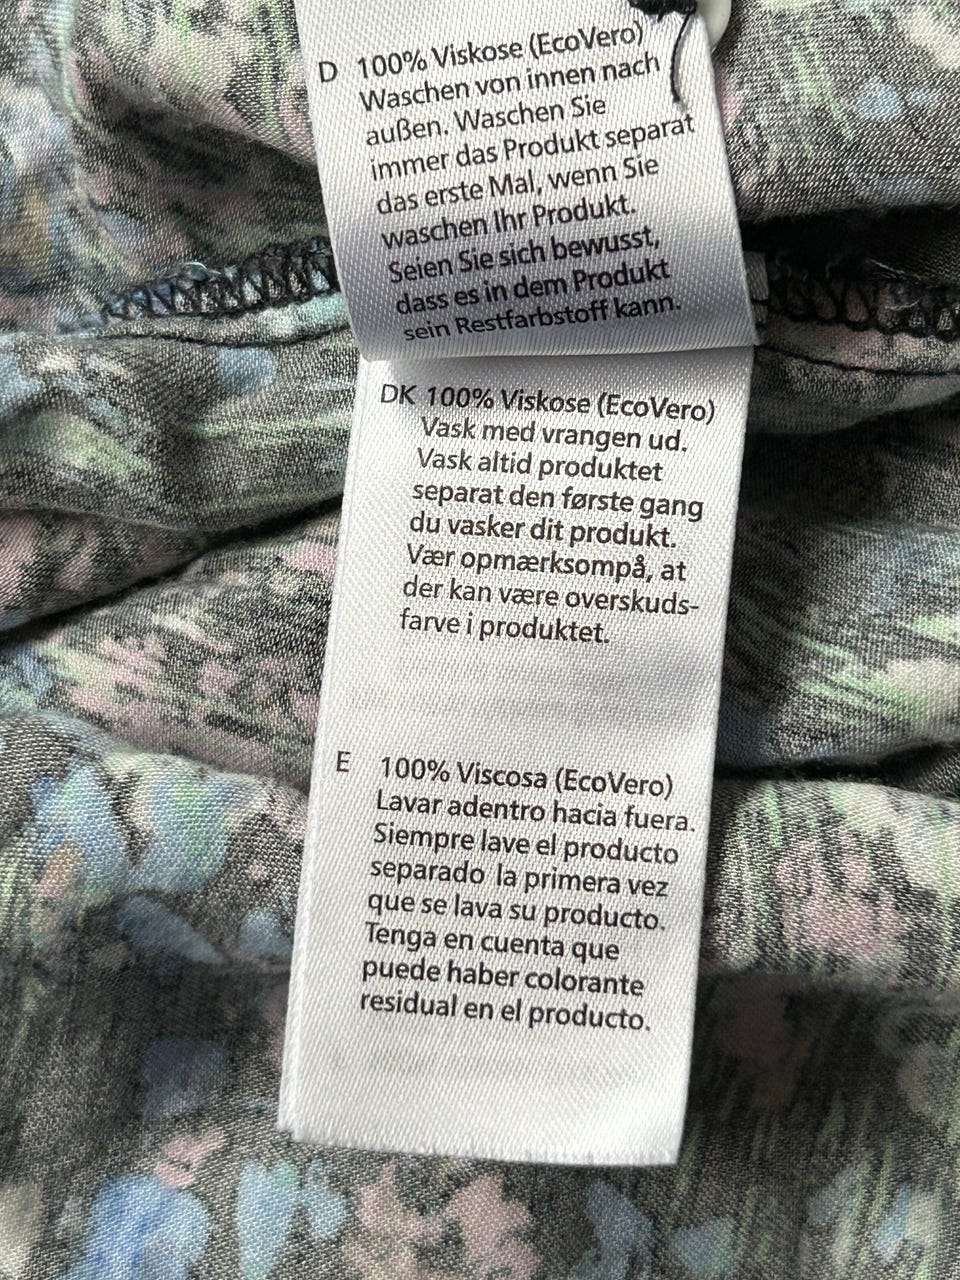 D 100% Viskose (EcoVero)
Waschen von innen nach
außen. Waschen Sie
immer das Produkt separat
das erste Mal, wenn Sie
waschen Ihr Produkt.
Seien Sie sich bewusst,
dass es in dem Produkt
sein Restfarbstoff kann.
DK 100% Viskose (EcoVero)
Vask med vrangen ud.
Vask altid produktet
separat den første gang
du vasker dit produkt.
Vær opmærksompå, at
der kan være overskuds-
farve i produktet.
E 100% Viscosa (EcoVero)
Lavar adentro hacia fuera.
Siempre lave el producto
separado la primera vez
que se lava su producto.
Tenga en cuenta que
puede haber colorante
residual en el producto.